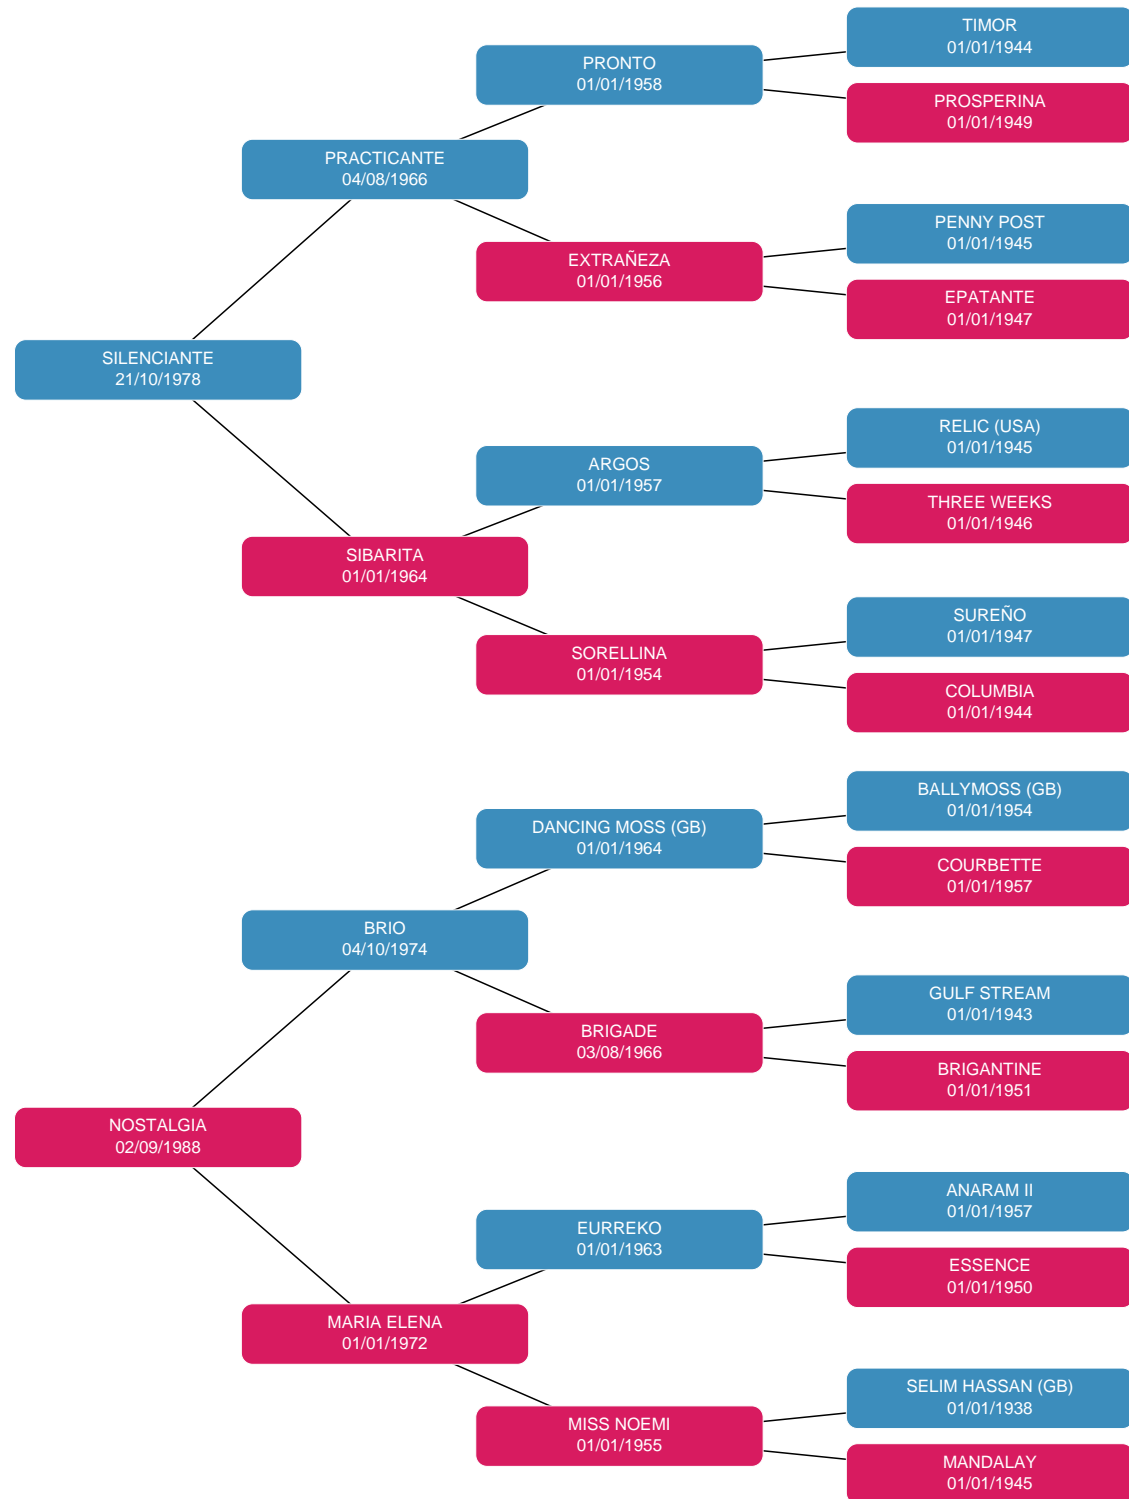 TIMOR
01/01/1944
PRONTO
01/01/1958
PROSPERINA
01/01/1949
PRACTICANTE
04/08/1966
PENNY POST
01/01/1945
EXTRAÑEZA
01/01/1956
EPATANTE
01/01/1947
SILENCIANTE
21/10/1978
RELIC (USA)
01/01/1945
ARGOS
01/01/1957
THREE WEEKS
01/01/1946
SIBARITA
01/01/1964
SUREÑO
01/01/1947
SORELLINA
01/01/1954
COLUMBIA
01/01/1944
BALLYMOSS (GB)
01/01/1954
DANCING MOSS (GB)
01/01/1964
COURBETTE
01/01/1957
BRIO
04/10/1974
GULF STREAM
01/01/1943
BRIGADE
03/08/1966
BRIGANTINE
01/01/1951
NOSTALGIA
02/09/1988
ANARAM II
01/01/1957
EURREKO
01/01/1963
ESSENCE
01/01/1950
MARIA ELENA
01/01/1972
SELIM HASSAN (GB)
01/01/1938
MISS NOEMI
01/01/1955
MANDALAY
01/01/1945